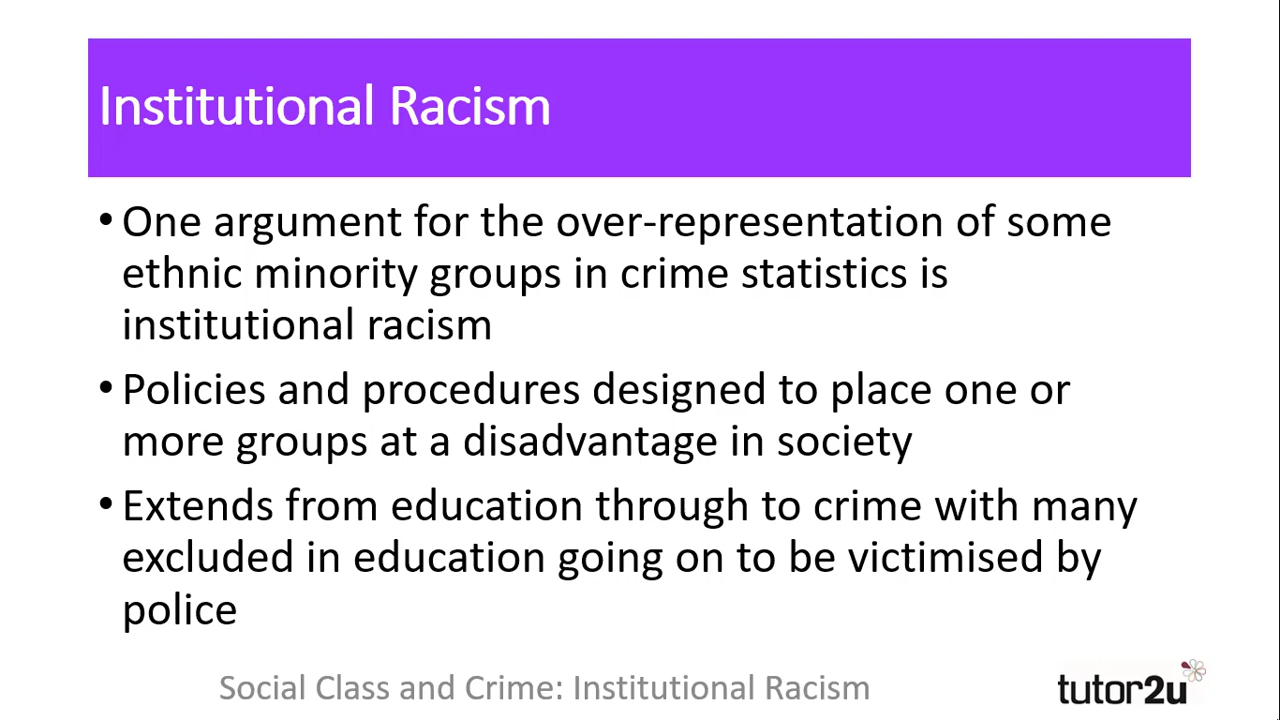 Institutional Racism
• One argument for the over-representation of some
ethnic minority groups in crime statistics is
institutional racism
• Policies and procedures designed to place one or
more groups at a disadvantage in society
• Extends from education through to crime with many
excluded in education going on to be victimised by
police
Social Class and Crime: Institutional Racism
tutor2u